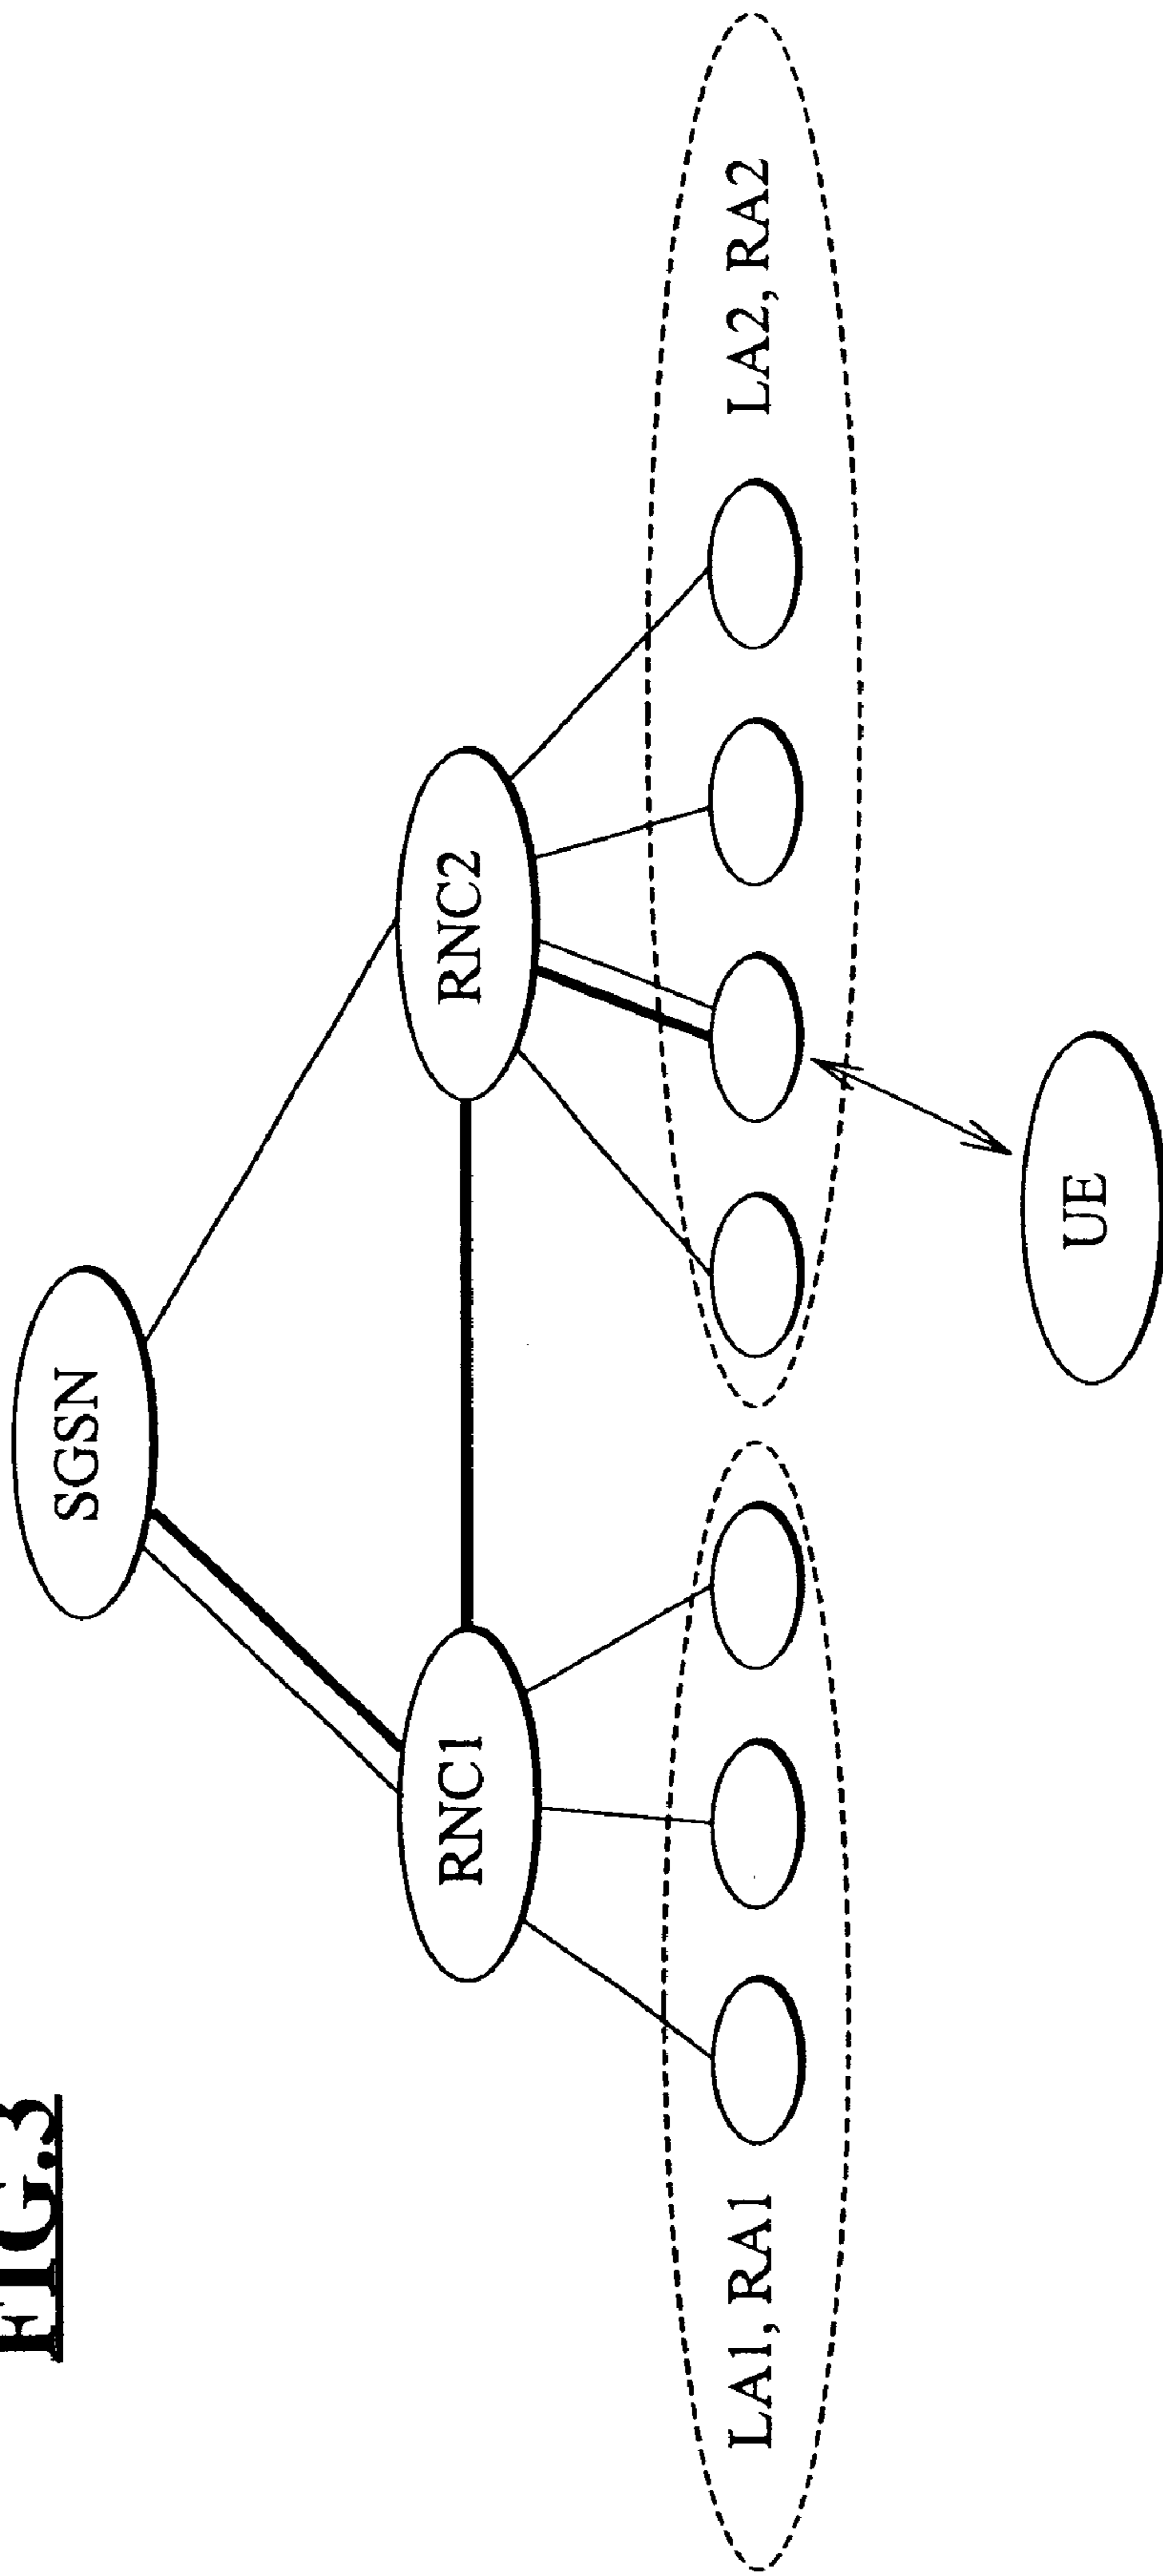 FIG.3
SGSN
RNC1
RNC2
LA1, RA1
LA2, RA2
UE